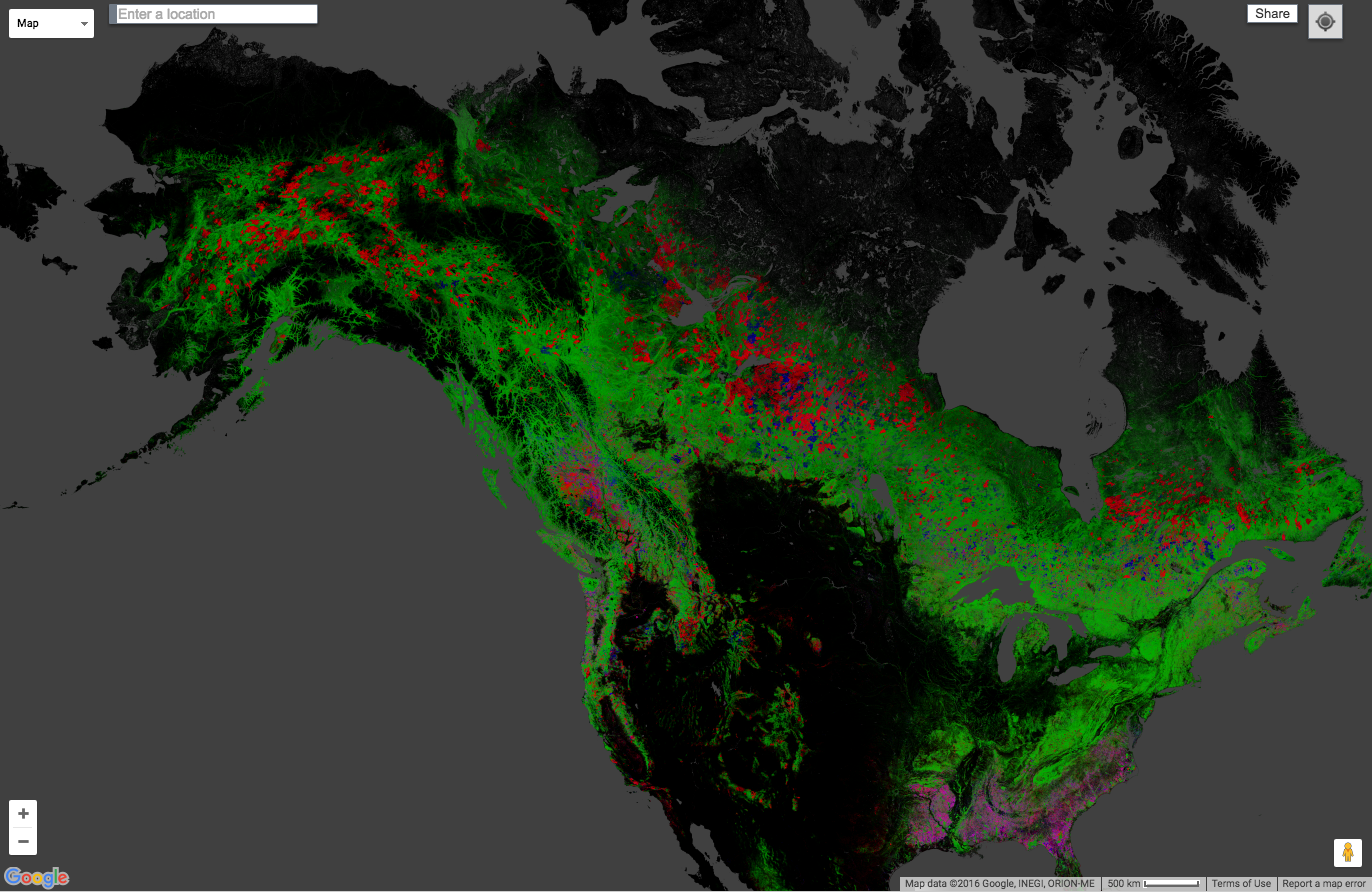 Map
Enter a location
Share
+
−
Google
Map data ©2016 Google, INEGI, ORION-ME
500 km
Terms of Use
Report a map error